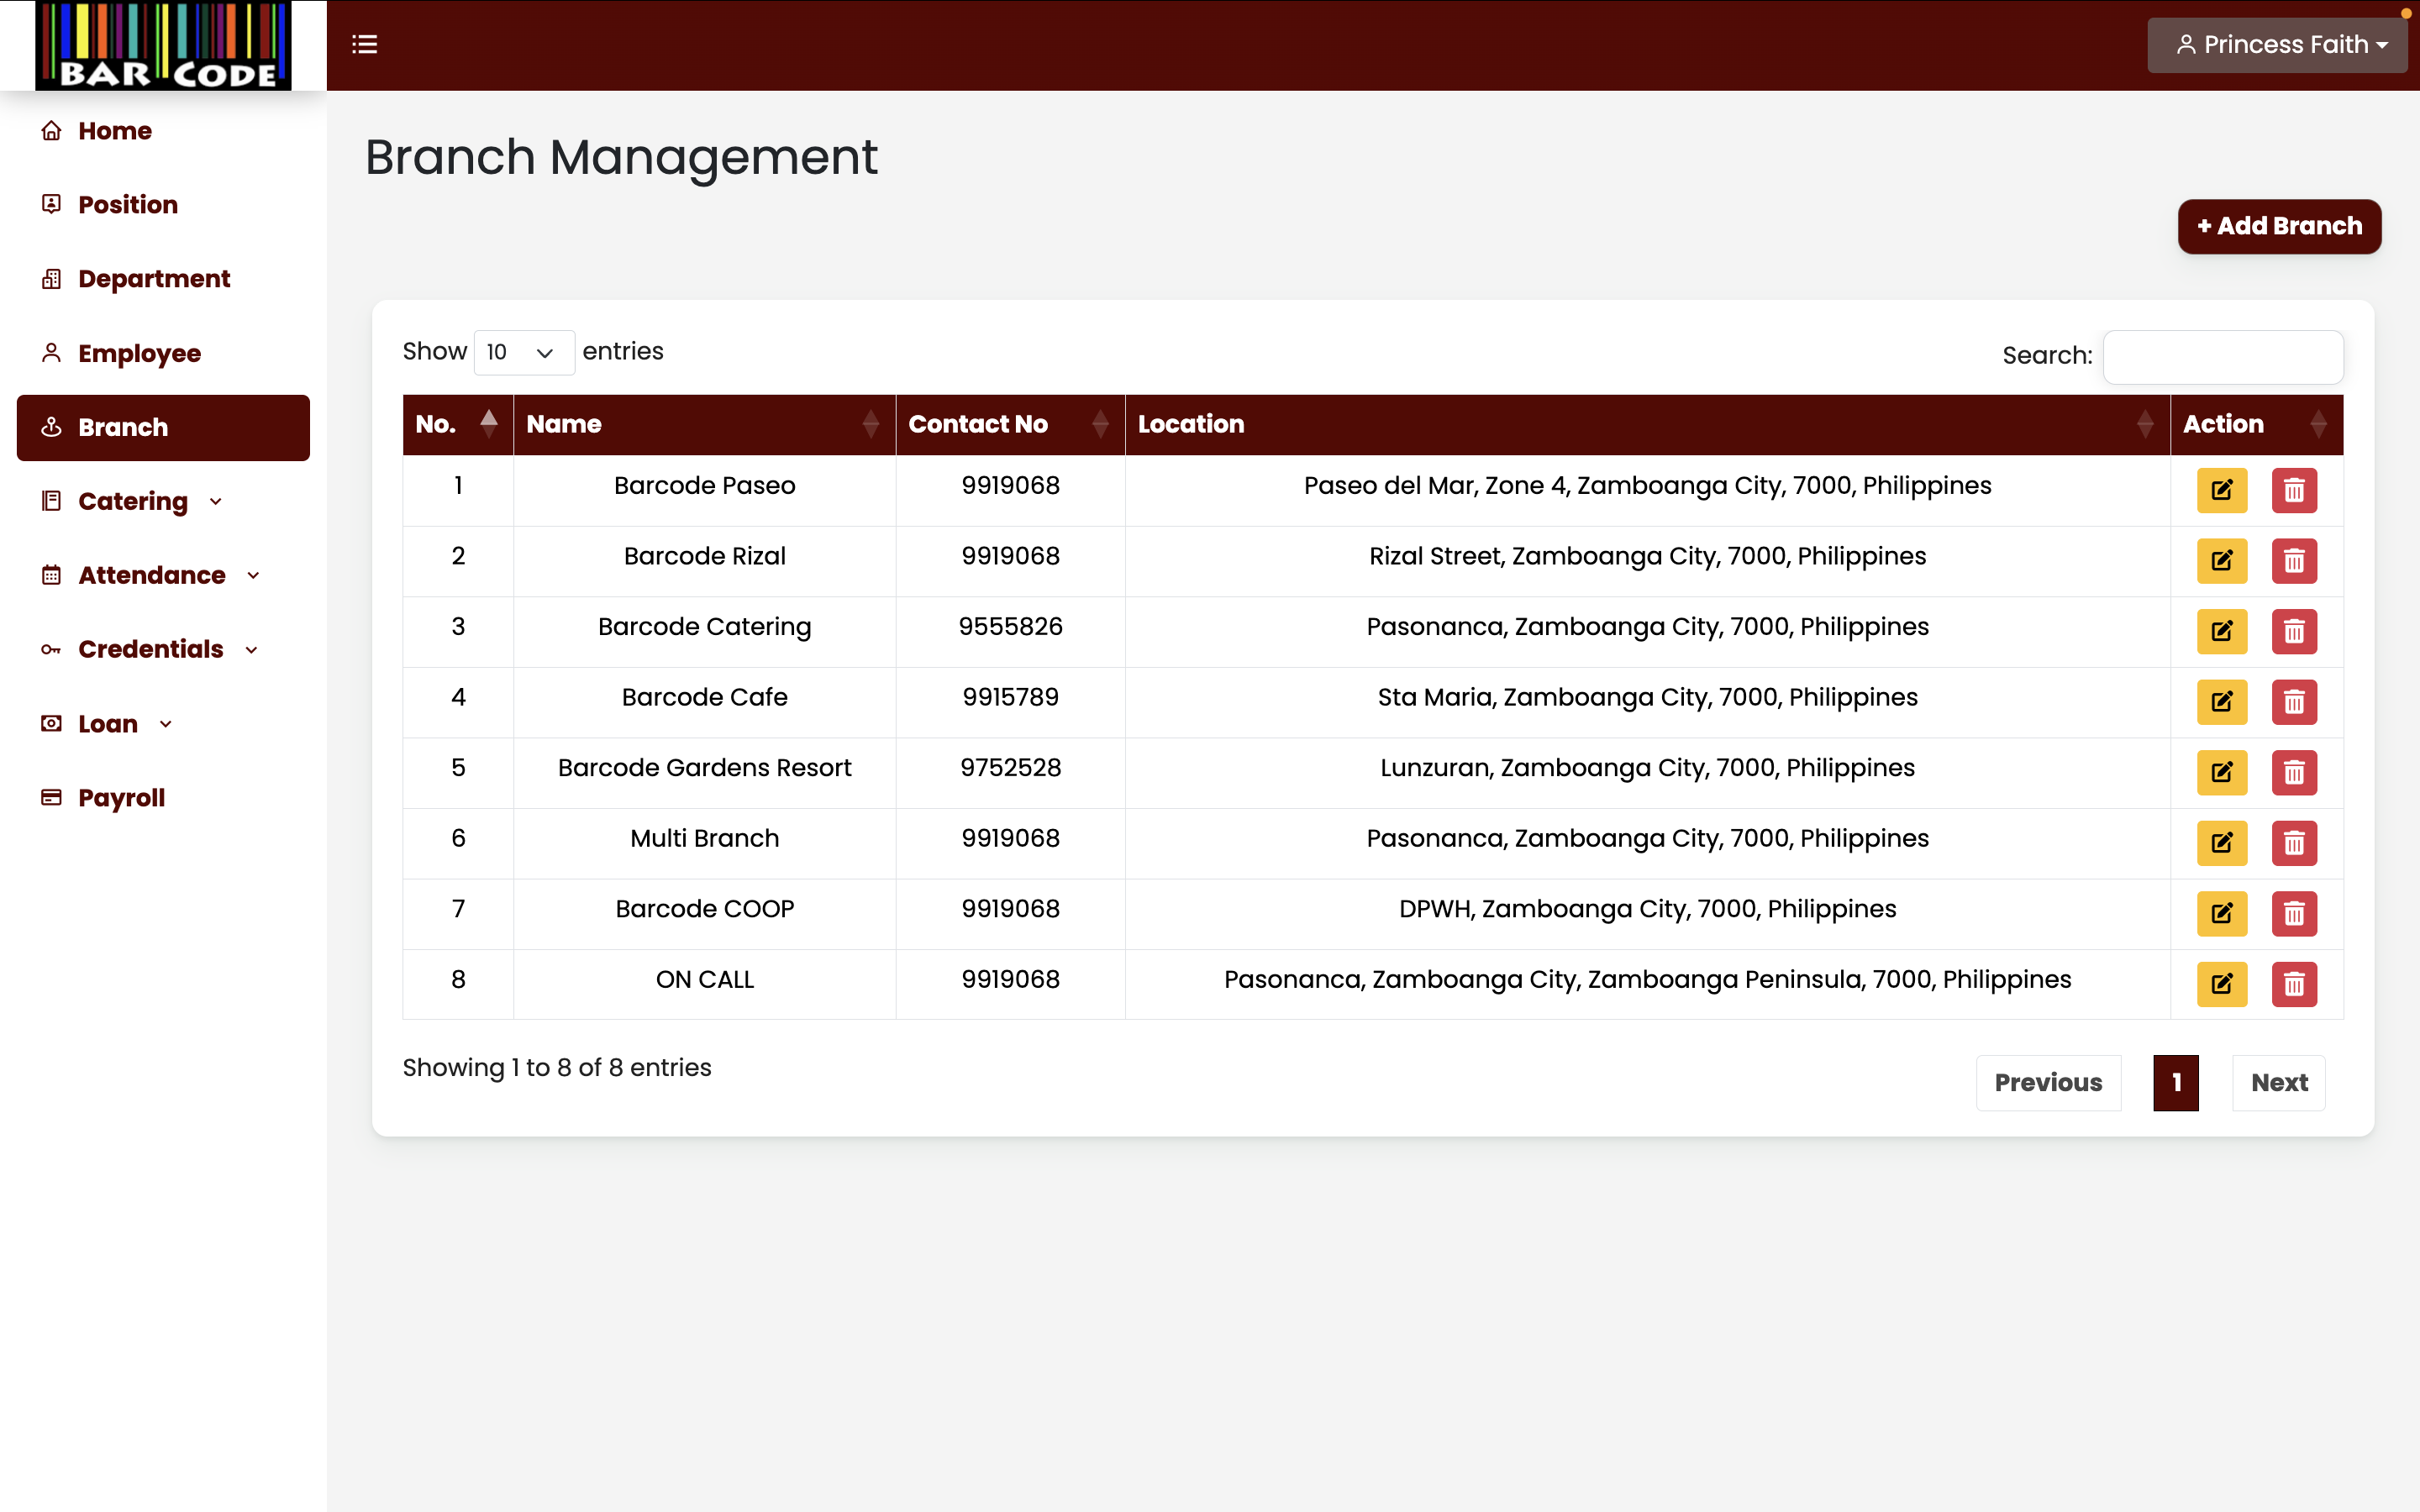 BAR CODE
Princess Faith
Home
Position
Department
Employee
Branch
Catering
Attendance
Credentials
Loan
Payroll
Branch Management
+ Add Branch
Show 10 entries
Search:
No. Name Contact No Location Action
1 Barcode Paseo 9919068 Paseo del Mar, Zone 4, Zamboanga City, 7000, Philippines
2 Barcode Rizal 9919068 Rizal Street, Zamboanga City, 7000, Philippines
3 Barcode Catering 9555826 Pasonanca, Zamboanga City, 7000, Philippines
4 Barcode Cafe 9915789 Sta Maria, Zamboanga City, 7000, Philippines
5 Barcode Gardens Resort 9752528 Lunzuran, Zamboanga City, 7000, Philippines
6 Multi Branch 9919068 Pasonanca, Zamboanga City, 7000, Philippines
7 Barcode COOP 9919068 DPWH, Zamboanga City, 7000, Philippines
8 ON CALL 9919068 Pasonanca, Zamboanga City, Zamboanga Peninsula, 7000, Philippines
Showing 1 to 8 of 8 entries
Previous 1 Next